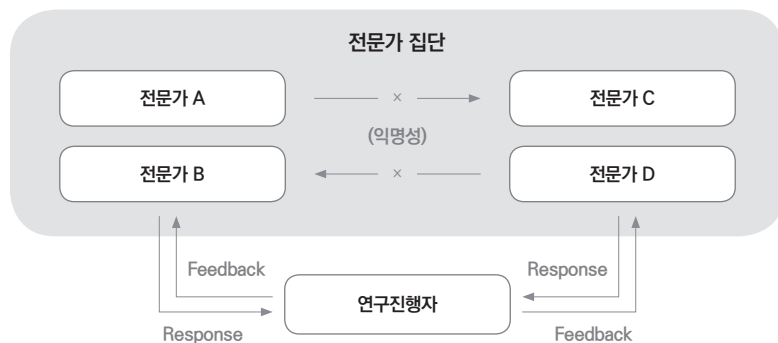 전문가 집단
전문가 A
×
전문가 C
(익명성)
전문가 B
×
전문가 D
Feedback
Response
연구진행자
Response
Feedback